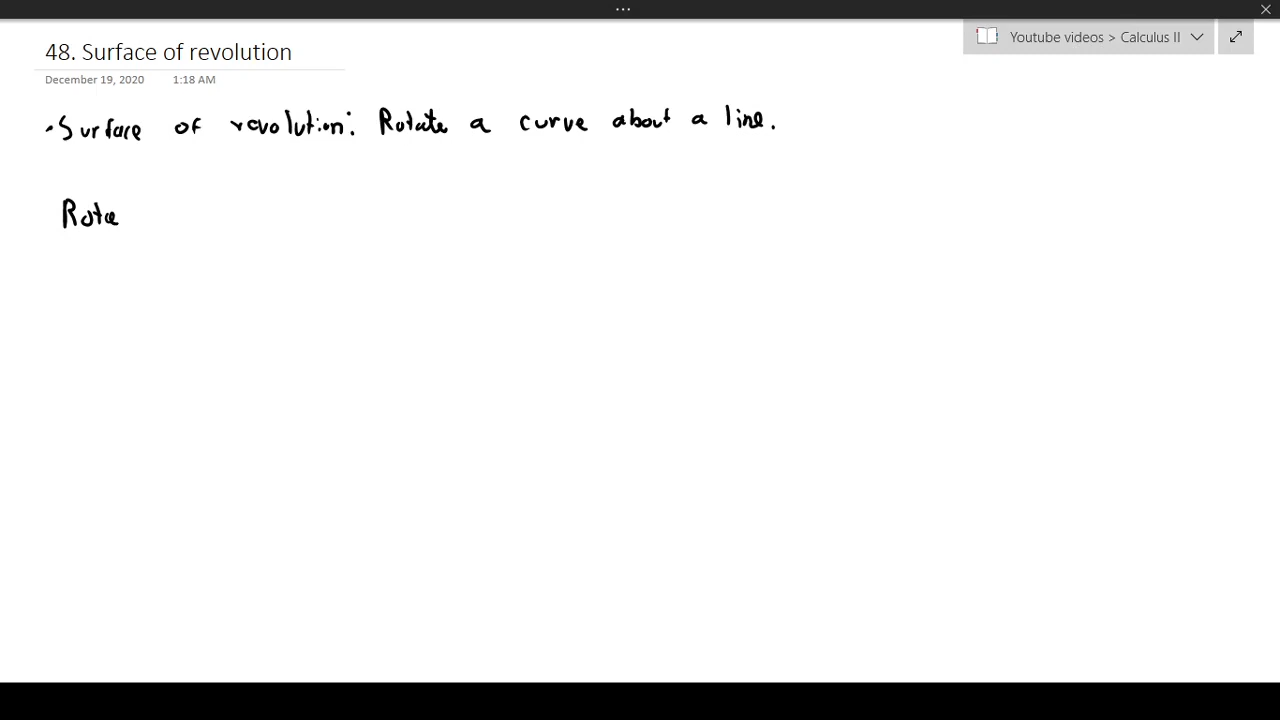 ...
Youtube videos > Calculus II
48. Surface of revolution
December 19, 2020 1:18 AM
• Surface of revolution: Rotate a curve about a line.
Rota